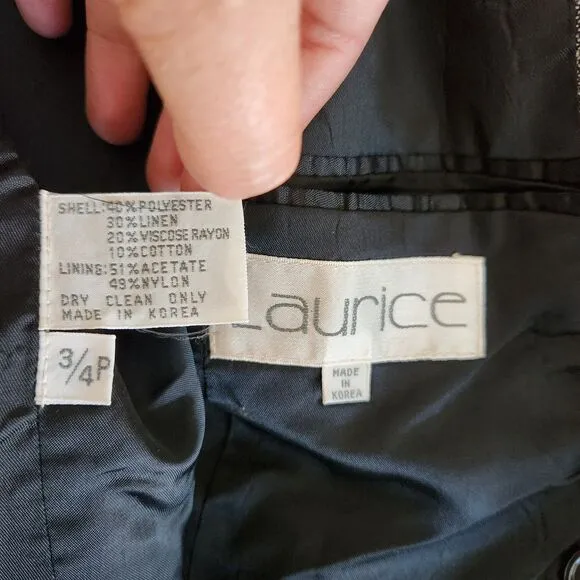 SHELL: 40% POLYESTER
30% LINEN
20% VISCOSE RAYON
10% COTTON
LINING: 51% ACETATE
49% NYLON
DRY CLEAN ONLY
MADE IN KOREA
3/4P
Laurice
MADE
IN
KOREA